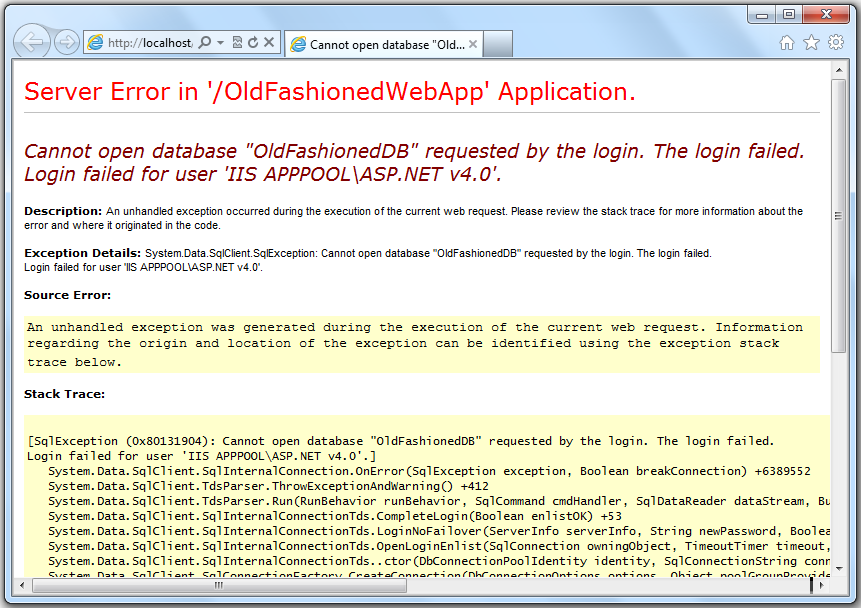 http://localhost,
Cannot open database "Old...
Server Error in '/OldFashionedWebApp' Application.
Cannot open database "OldFashionedDB" requested by the login. The login failed.
Login failed for user 'IIS APPPOOL\ASP.NET v4.0'.
Description: An unhandled exception occurred during the execution of the current web request. Please review the stack trace for more information about the
error and where it originated in the code.
Exception Details: System.Data.SqlClient.SqlException: Cannot open database "OldFashionedDB" requested by the login. The login failed.
Login failed for user 'IIS APPPOOL\ASP.NET v4.0'.
Source Error:
An unhandled exception was generated during the execution of the current web request. Information
regarding the origin and location of the exception can be identified using the exception stack
trace below.
Stack Trace:
[SqlException (0x80131904): Cannot open database "OldFashionedDB" requested by the login. The login failed.
Login failed for user 'IIS APPPOOL\ASP.NET v4.0'.]
System.Data.SqlClient.SqlInternalConnection.OnError(SqlException exception, Boolean breakConnection) +6389552
System.Data.SqlClient.TdsParser.ThrowExceptionAndWarning() +412
System.Data.SqlClient.TdsParser.Run(RunBehavior runBehavior, SqlCommand cmdHandler, SqlDataReader dataStream, Bu
System.Data.SqlClient.SqlInternalConnectionTds.CompleteLogin(Boolean enlistOK) +53
System.Data.SqlClient.SqlInternalConnectionTds.LoginNoFailover(ServerInfo serverInfo, String newPassword, Boolea
System.Data.SqlClient.SqlInternalConnectionTds.OpenLoginEnlist(SqlConnection owningObject, TimeoutTimer timeout,
System.Data.SqlClient.SqlInternalConnectionTds..ctor(DbConnectionPoolIdentity identity, SqlConnectionString conn
System.Data.SqlClient.SqlConnectionFactory.CreateConnection(DbConnectionOptions options, Object poolGroupProvide